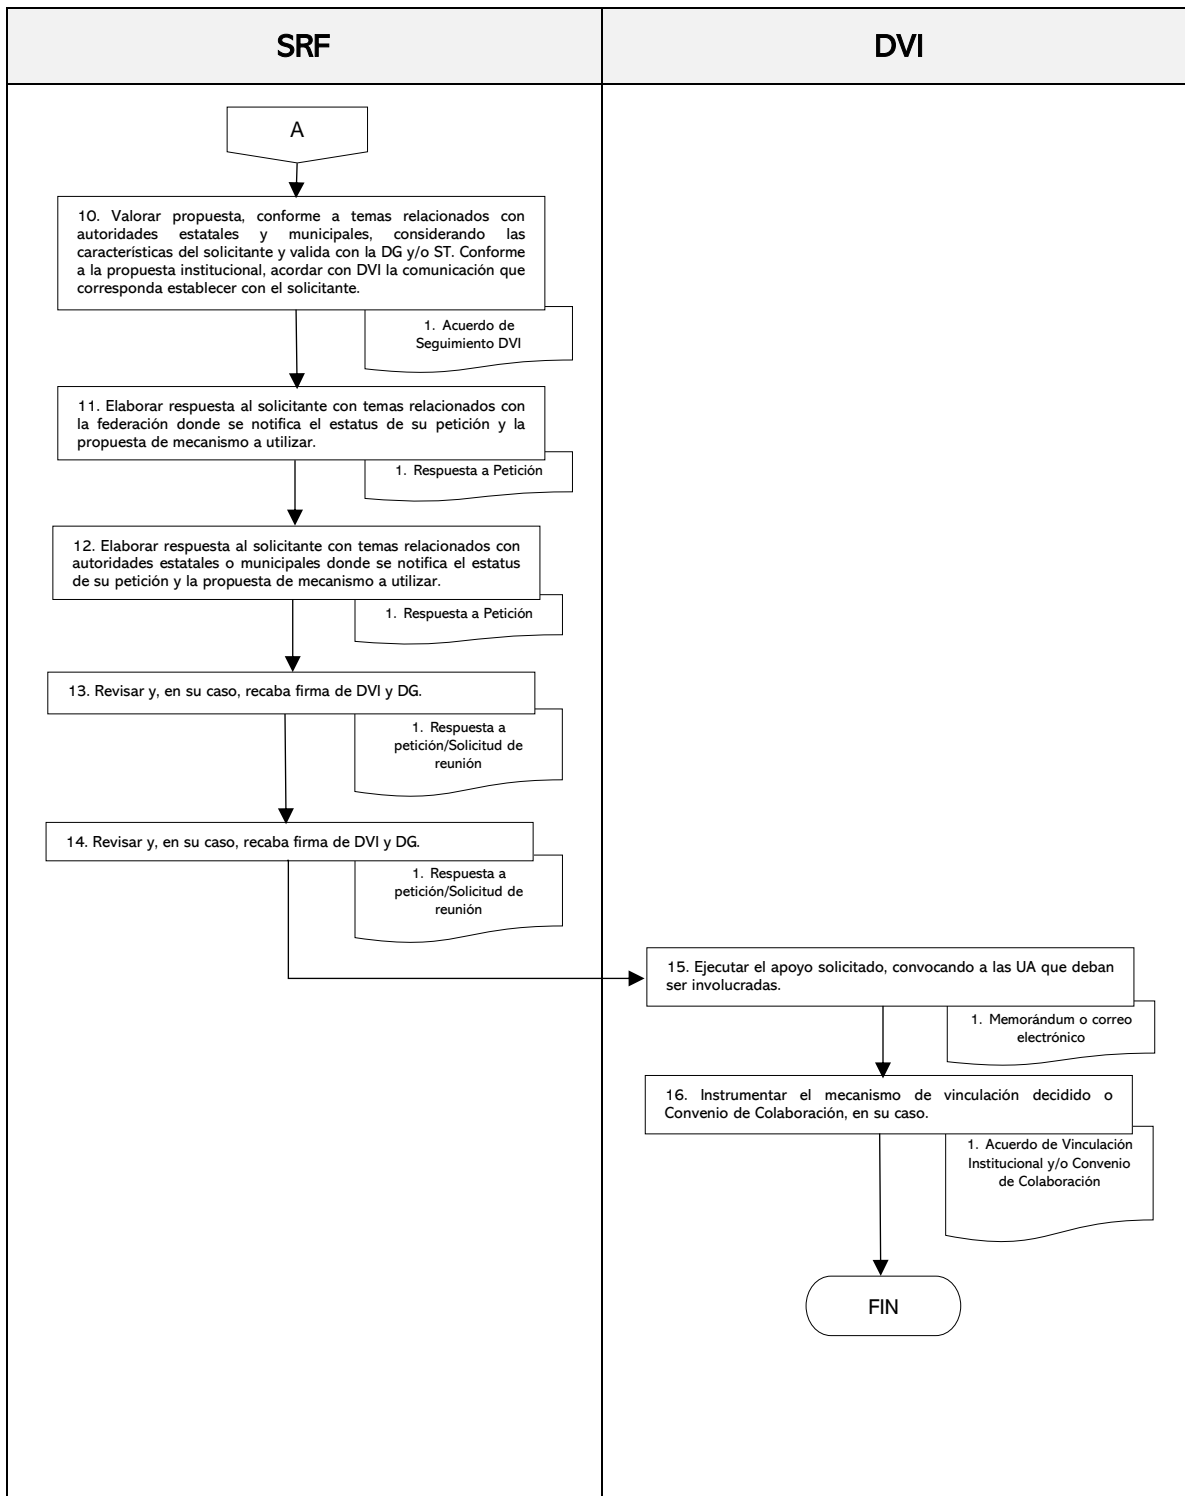 SRF
DVI
A
10. Valorar propuesta, conforme a temas relacionados con
autoridades estatales y municipales, considerando las
características del solicitante y valida con la DG y/o ST. Conforme
a la propuesta institucional, acordar con DVI la comunicación que
corresponda establecer con el solicitante.
1. Acuerdo de
Seguimiento DVI
11. Elaborar respuesta al solicitante con temas relacionados con
la federación donde se notifica el estatus de su petición y la
propuesta de mecanismo a utilizar.
1. Respuesta a Petición
12. Elaborar respuesta al solicitante con temas relacionados con
autoridades estatales o municipales donde se notifica el estatus
de su petición y la propuesta de mecanismo a utilizar.
1. Respuesta a Petición
13. Revisar y, en su caso, recaba firma de DVI y DG.
1. Respuesta a
petición/Solicitud de
reunión
14. Revisar y, en su caso, recaba firma de DVI y DG.
1. Respuesta a
petición/Solicitud de
reunión
15. Ejecutar el apoyo solicitado, convocando a las UA que deban
ser involucradas.
1. Memorándum o correo
electrónico
16. Instrumentar el mecanismo de vinculación decidido o
Convenio de Colaboración, en su caso.
1. Acuerdo de Vinculación
Institucional y/o Convenio
de Colaboración
FIN